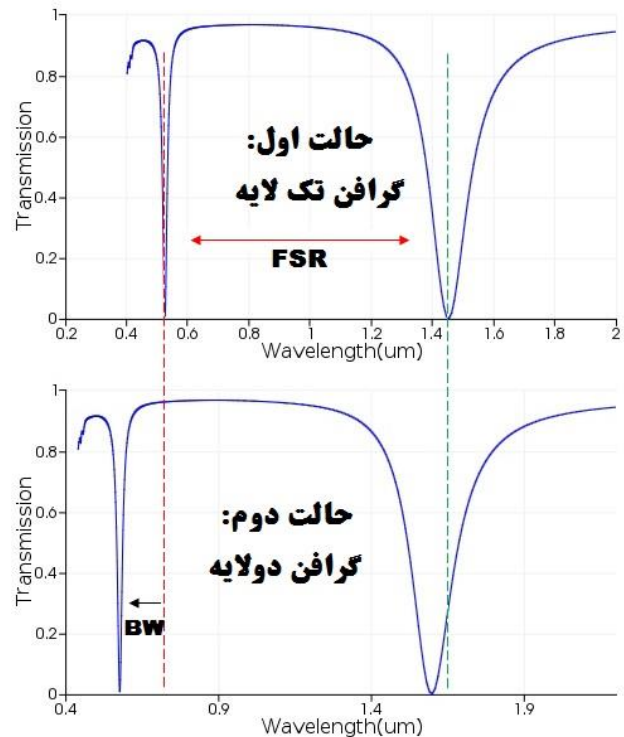 1
0.8
0.6
0.4
0.2
0
Transmission
حالت اول:
گرافن تک لایه
FSR
0.2 0.4 0.6 0.8 1 1.2 1.4 1.6 1.8 2
Wavelength(um)
1
0.8
0.6
0.4
0.2
0
Transmission
حالت دوم:
گرافن دولایه
BW
0.4 0.9 1.4 1.9
Wavelength(um)